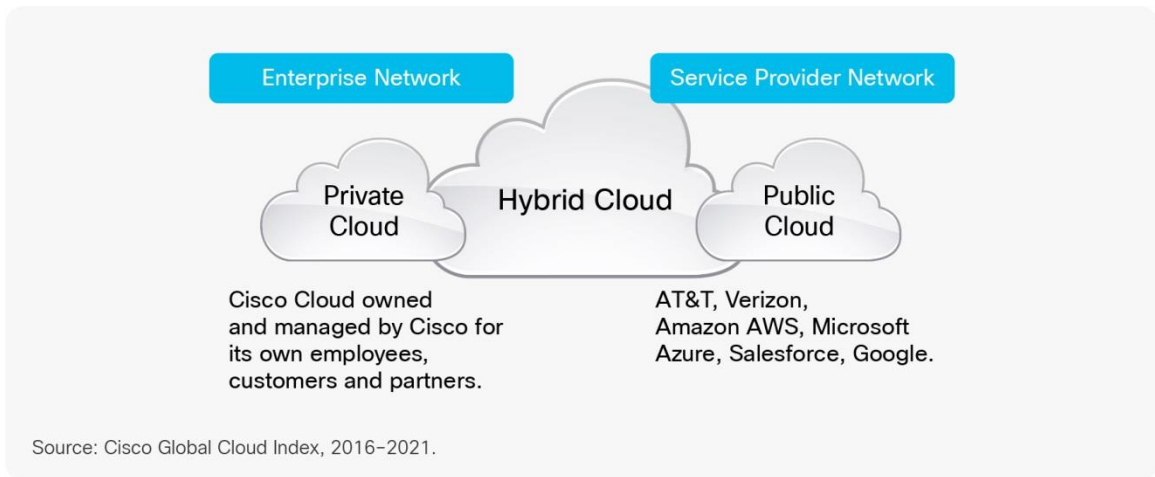 Enterprise Network
Service Provider Network
Private
Cloud
Hybrid Cloud
Public
Cloud
Cisco Cloud owned
and managed by Cisco for
its own employees,
customers and partners.
AT&T, Verizon,
Amazon AWS, Microsoft
Azure, Salesforce, Google.
Source: Cisco Global Cloud Index, 2016–2021.